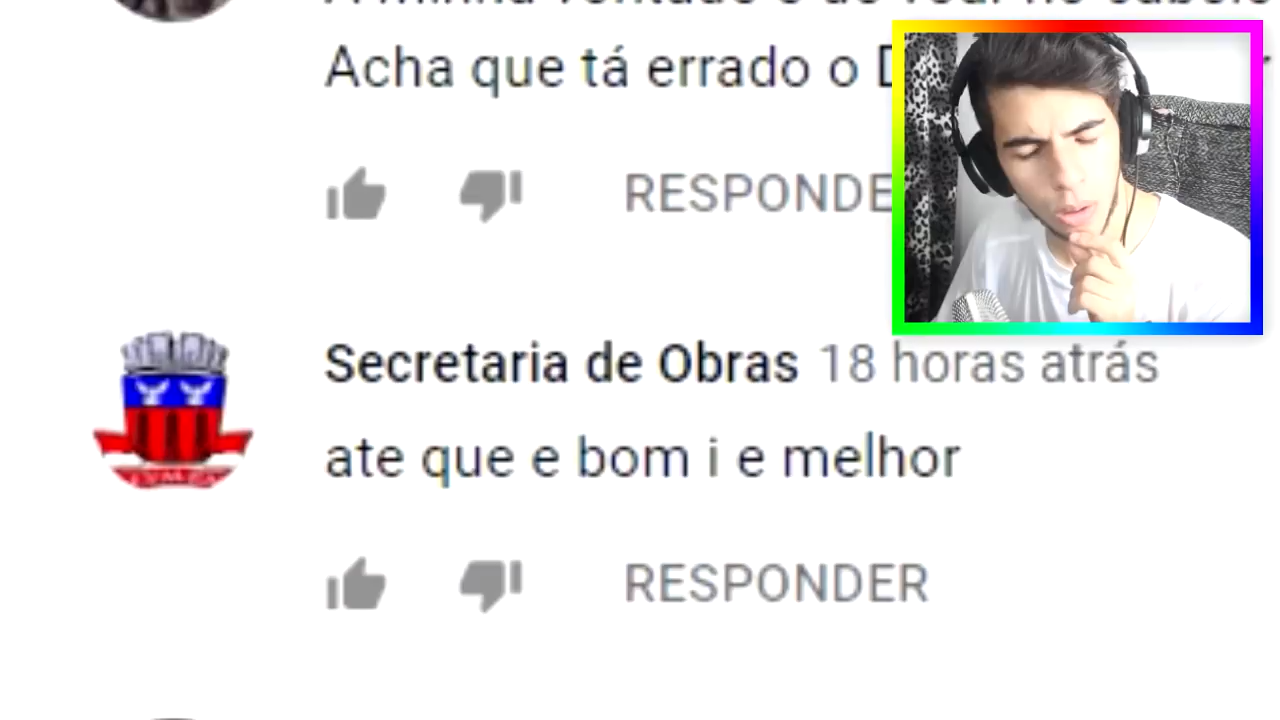 Acha que tá errado o
RESPONDE
Secretaria de Obras 18 horas atrás
ate que e bom i e melhor
RESPONDER